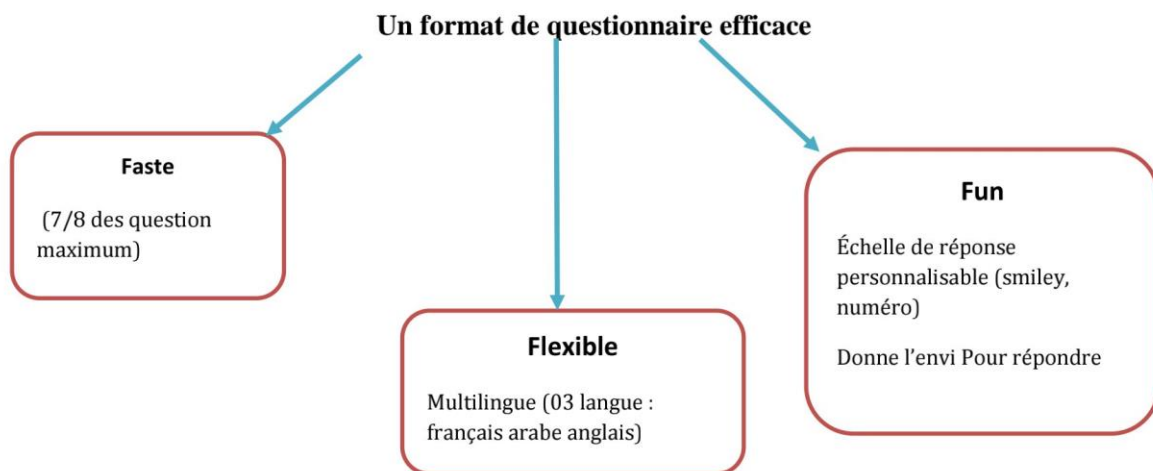 Un format de questionnaire efficace
Faste
(7/8 des question
maximum)
Flexible
Multilingue (03 langue :
français arabe anglais)
Fun
Échelle de réponse
personnalisable (smiley,
numéro)
Donne l'envi Pour répondre